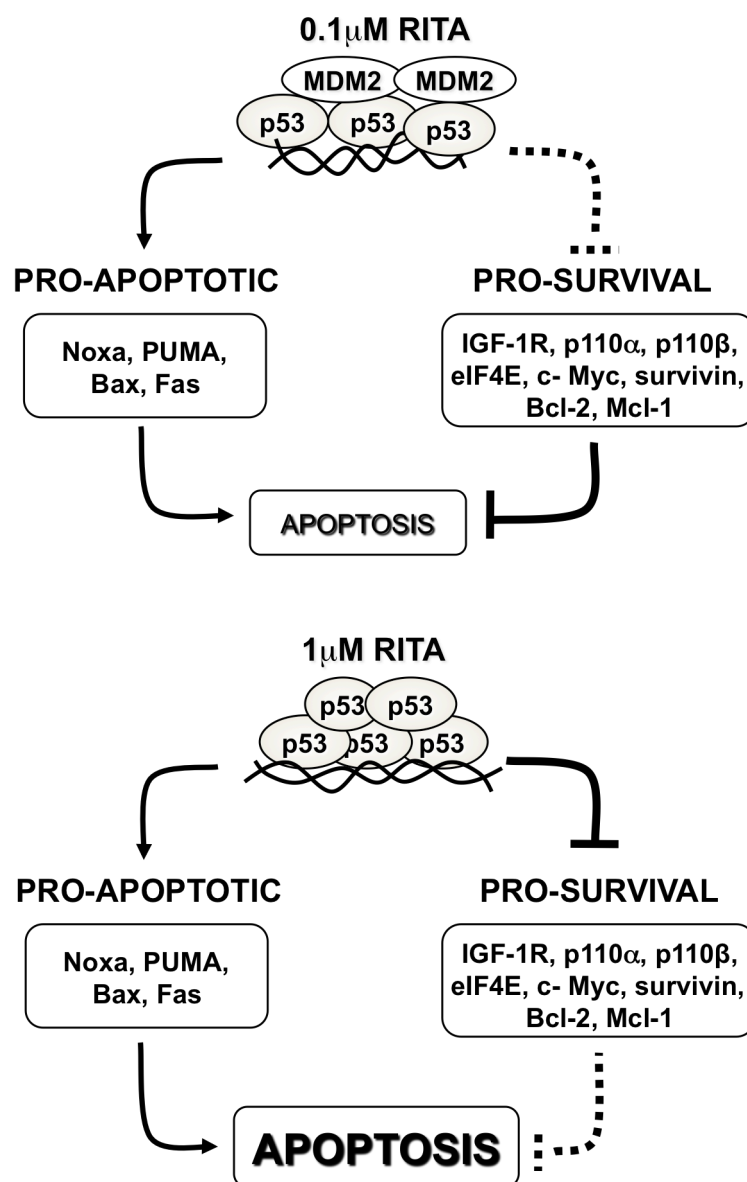 0.1μM RITA
MDM2 MDM2
p53 p53 p53
PRO-APOPTOTIC PRO-SURVIVAL
Noxa, PUMA,
Bax, Fas
IGF-1R, p110α, p110β,
eIF4E, c- Myc, survivin,
Bcl-2, Mcl-1
APOPTOSIS
1μM RITA
p53 p53
p53 p53 p53
PRO-APOPTOTIC PRO-SURVIVAL
Noxa, PUMA,
Bax, Fas
IGF-1R, p110α, p110β,
eIF4E, c- Myc, survivin,
Bcl-2, Mcl-1
APOPTOSIS